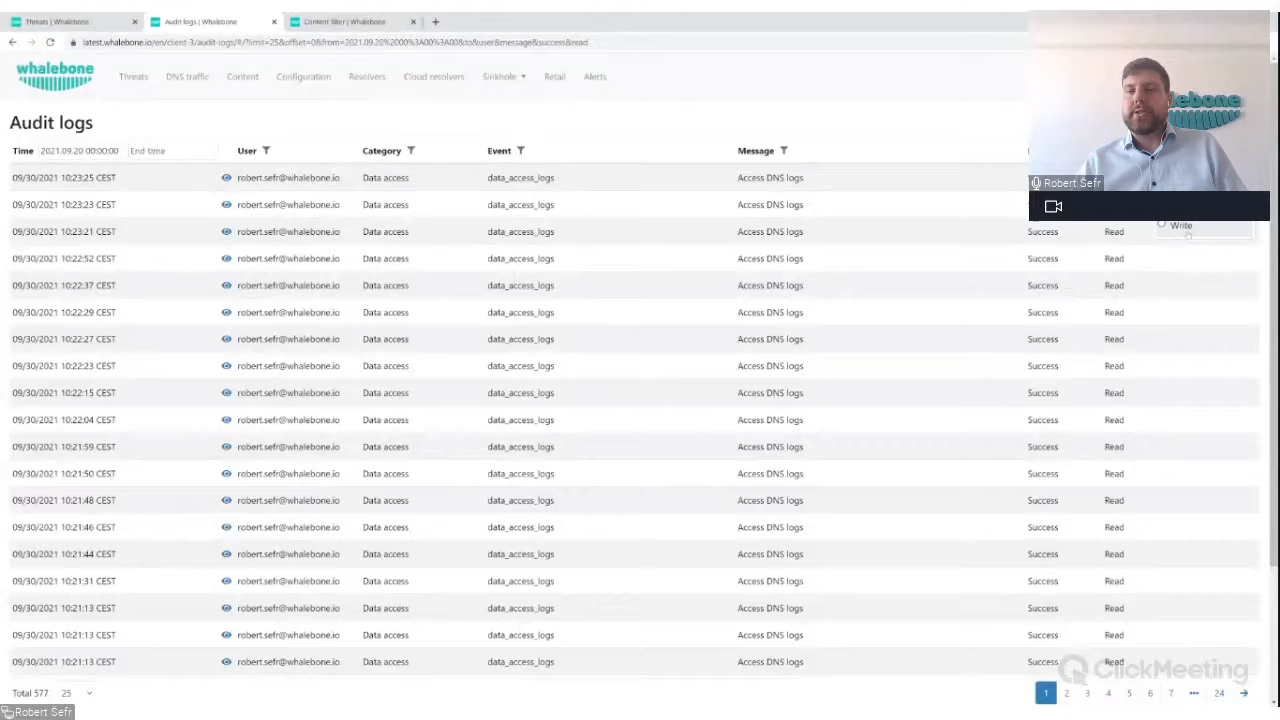 Threats | Whalebone
Audit logs | Whalebone
Content filter | Whalebone
latest.whalebone.io/en/client-3/audit-logs/#/?limit=25&offset=0&from=2021.09.20%2000%3A00%3A00&to&user&message&success&read
whalebone
Threats DNS traffic Content Configuration Resolvers Cloud resolvers Sinkhole Retail Alerts
Audit logs
Time 2021.09.20 00:00:00 End time User Category Event Message
09/30/2021 10:23:25 CEST robert.sefr@whalebone.io Data access data_access_logs Access DNS logs
09/30/2021 10:23:23 CEST robert.sefr@whalebone.io Data access data_access_logs Access DNS logs
09/30/2021 10:23:21 CEST robert.sefr@whalebone.io Data access data_access_logs Access DNS logs Success Read
09/30/2021 10:22:52 CEST robert.sefr@whalebone.io Data access data_access_logs Access DNS logs Success Read
09/30/2021 10:22:37 CEST robert.sefr@whalebone.io Data access data_access_logs Access DNS logs Success Read
09/30/2021 10:22:29 CEST robert.sefr@whalebone.io Data access data_access_logs Access DNS logs Success Read
09/30/2021 10:22:27 CEST robert.sefr@whalebone.io Data access data_access_logs Access DNS logs Success Read
09/30/2021 10:22:23 CEST robert.sefr@whalebone.io Data access data_access_logs Access DNS logs Success Read
09/30/2021 10:22:15 CEST robert.sefr@whalebone.io Data access data_access_logs Access DNS logs Success Read
09/30/2021 10:22:04 CEST robert.sefr@whalebone.io Data access data_access_logs Access DNS logs Success Read
09/30/2021 10:21:59 CEST robert.sefr@whalebone.io Data access data_access_logs Access DNS logs Success Read
09/30/2021 10:21:50 CEST robert.sefr@whalebone.io Data access data_access_logs Access DNS logs Success Read
09/30/2021 10:21:48 CEST robert.sefr@whalebone.io Data access data_access_logs Access DNS logs Success Read
09/30/2021 10:21:46 CEST robert.sefr@whalebone.io Data access data_access_logs Access DNS logs Success Read
09/30/2021 10:21:44 CEST robert.sefr@whalebone.io Data access data_access_logs Access DNS logs Success Read
09/30/2021 10:21:31 CEST robert.sefr@whalebone.io Data access data_access_logs Access DNS logs Success Read
09/30/2021 10:21:13 CEST robert.sefr@whalebone.io Data access data_access_logs Access DNS logs Success Read
09/30/2021 10:21:13 CEST robert.sefr@whalebone.io Data access data_access_logs Access DNS logs Success Read
09/30/2021 10:21:13 CEST robert.sefr@whalebone.io Data access data_access_logs Access DNS logs Success Read
Total 577 25
1 2 3 4 5 6 7 ••• 24
Robert Šefr
ebone
Robert Šefr
Write
ClickMeeting